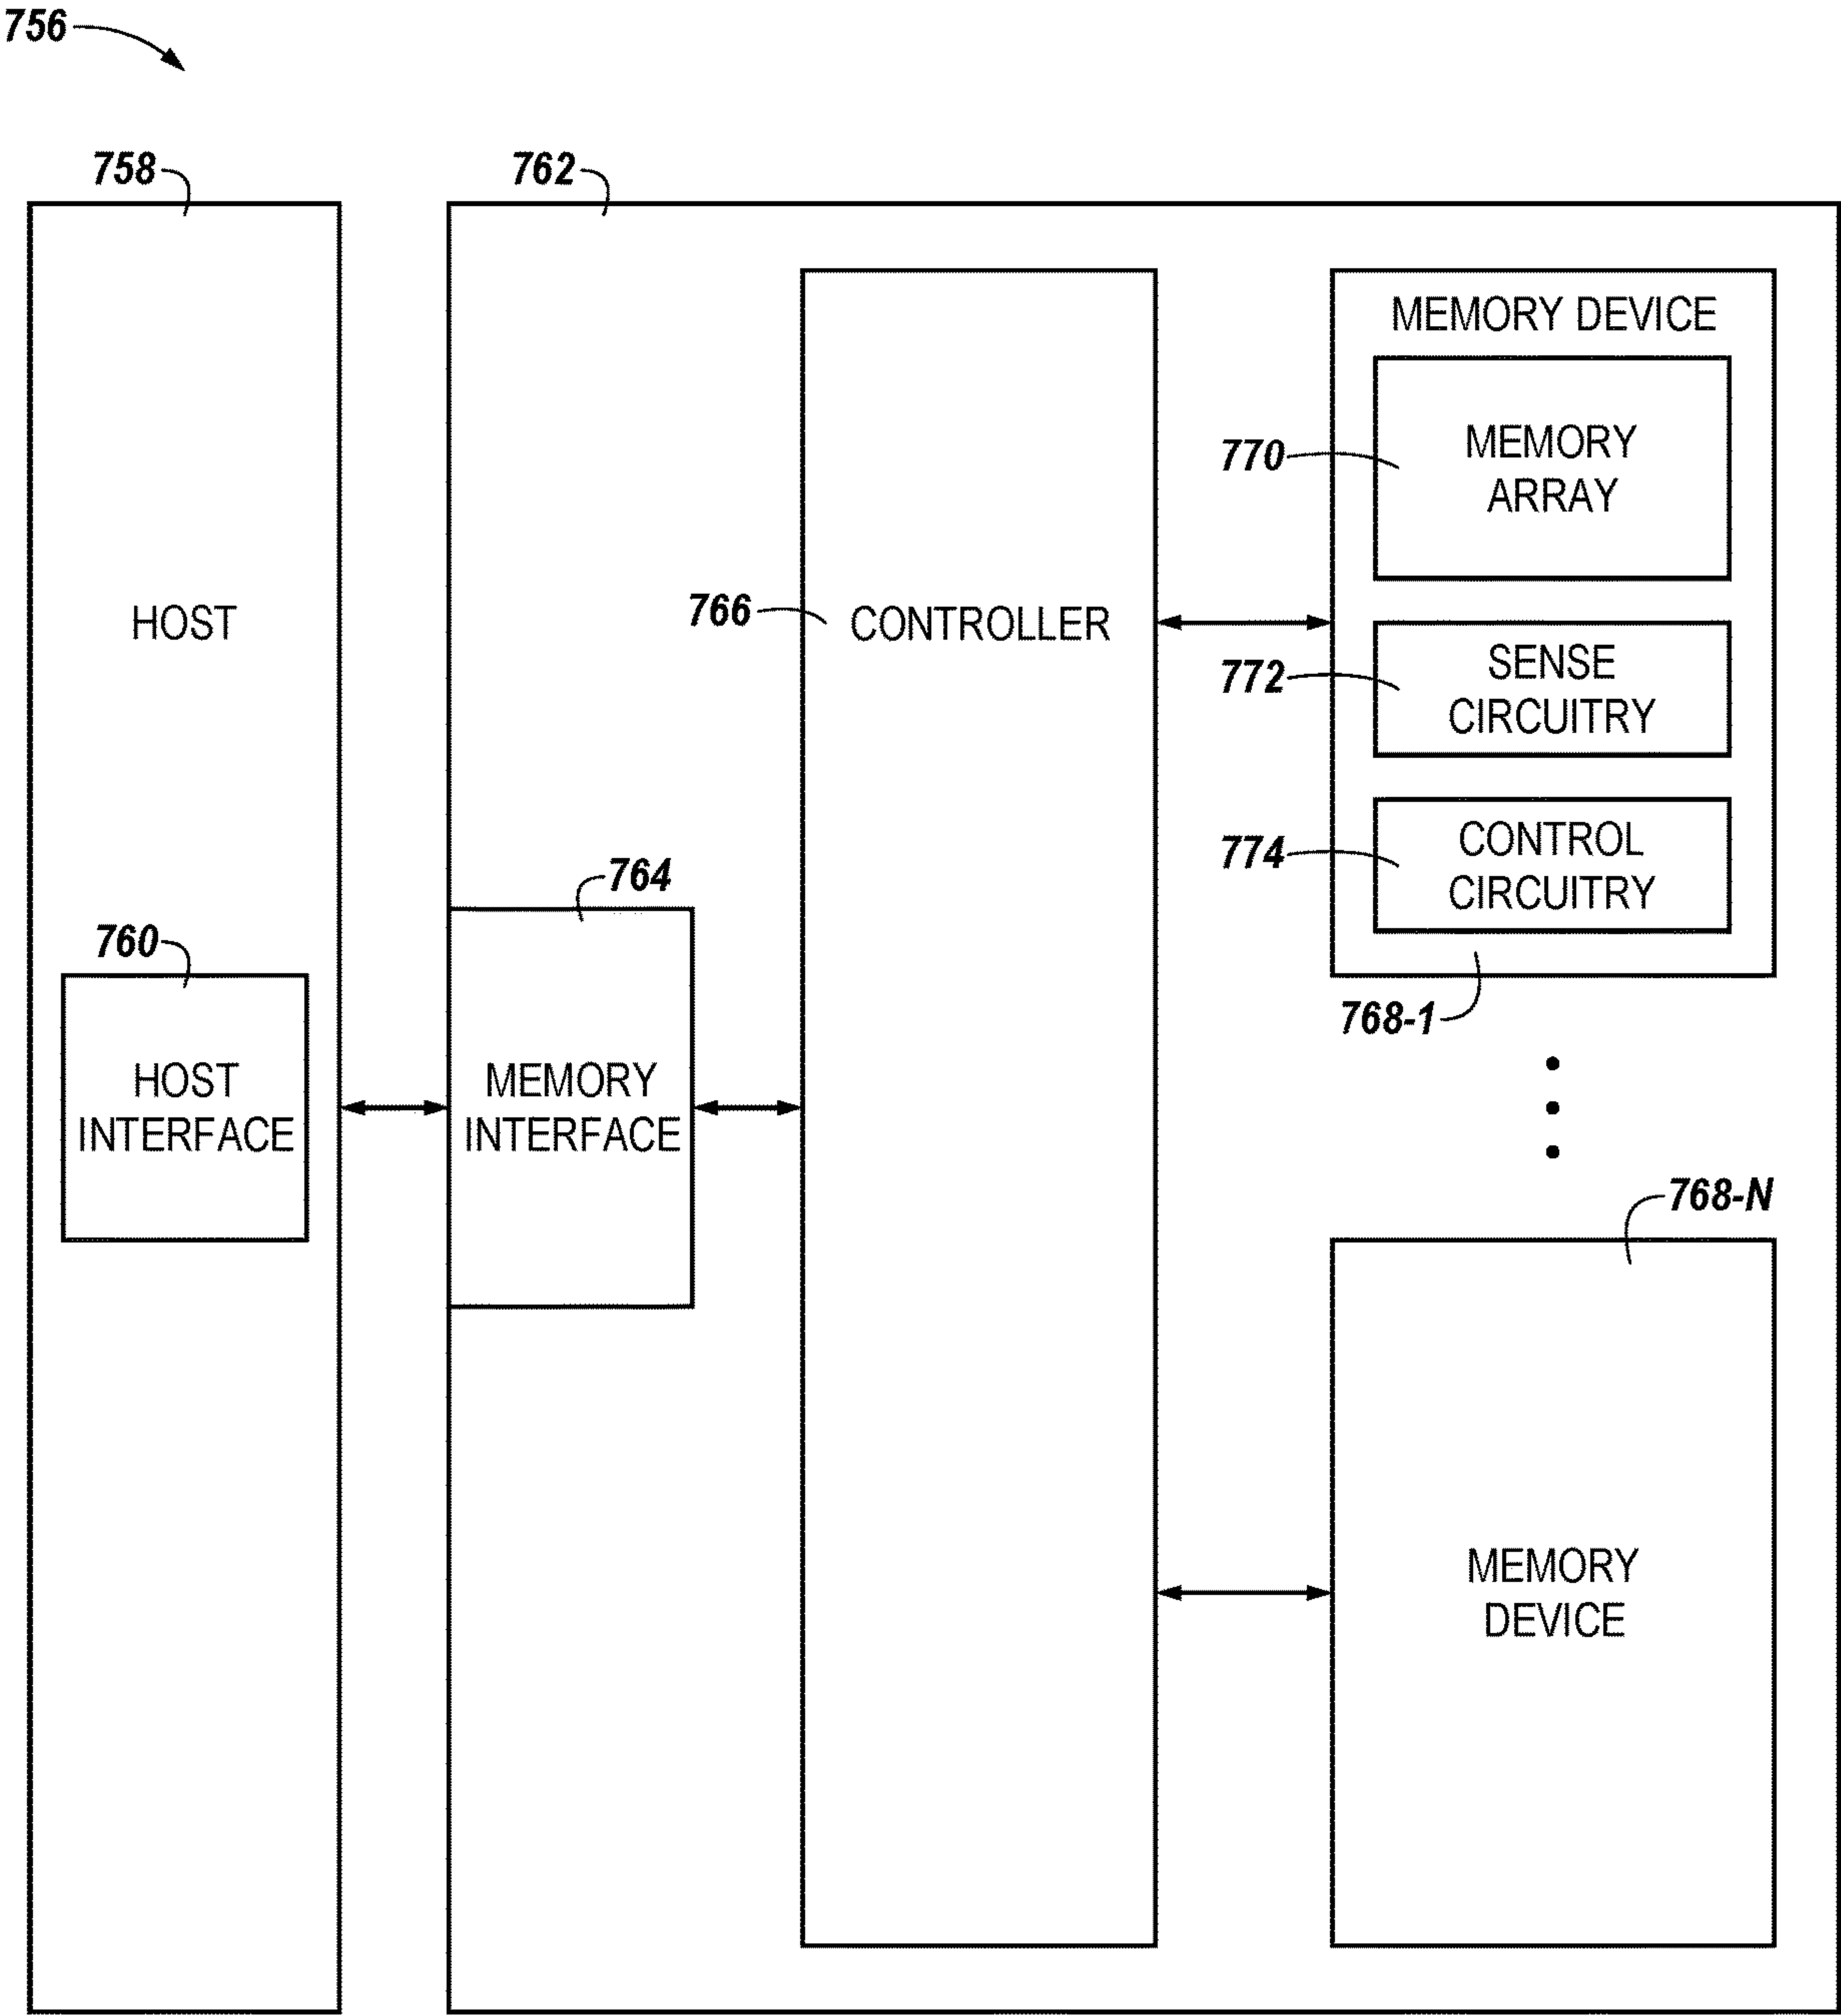 756
758
762
MEMORY DEVICE
770
MEMORY
ARRAY
HOST
766
CONTROLLER
772
SENSE
CIRCUITRY
774
CONTROL
CIRCUITRY
764
760
768-1
HOST
INTERFACE
MEMORY
INTERFACE
768-N
MEMORY
DEVICE